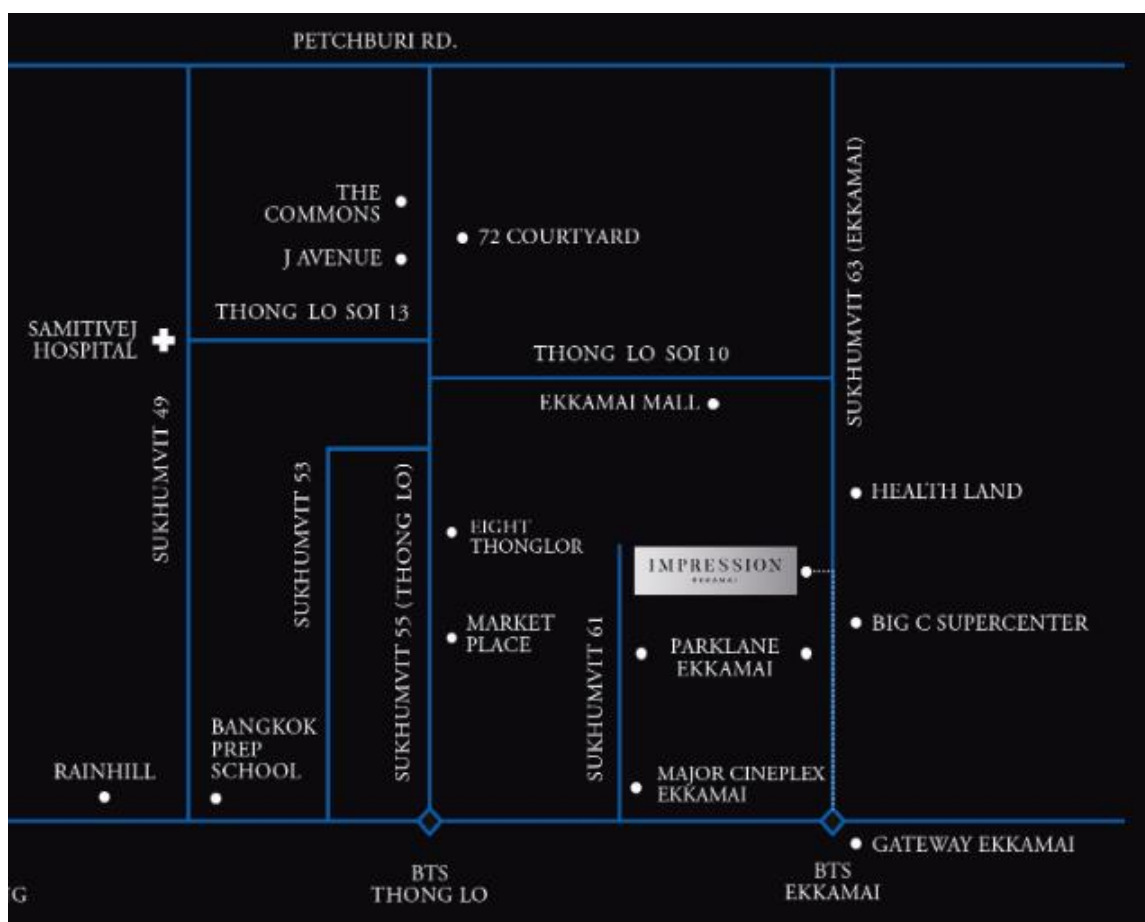 PETCHBURI RD.
THE
COMMONS
72 COURTYARD
J AVENUE
SUKHUMVIT 63 (EKKAMAI)
THONG LO SOI 13
SAMITIVEJ
HOSPITAL
THONG LO SOI 10
EKKAMAI MALL
SUKHUMVIT 49
SUKHUMVIT 53
SUKHUMVIT 55 (THONG LO)
HEALTH LAND
EIGHT
THONGLOR
IMPRESSION
EKKAMAI
MARKET
PLACE
SUKHUMVIT 61
BIG C SUPERCENTER
PARKLANE
EKKAMAI
BANGKOK
PREP
SCHOOL
RAINHILL
MAJOR CINEPLEX
EKKAMAI
GATEWAY EKKAMAI
BTS
THONG LO
BTS
EKKAMAI